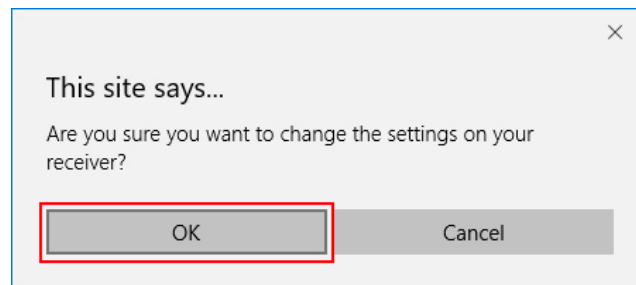 This site says...
Are you sure you want to change the settings on your
receiver?
OK
Cancel